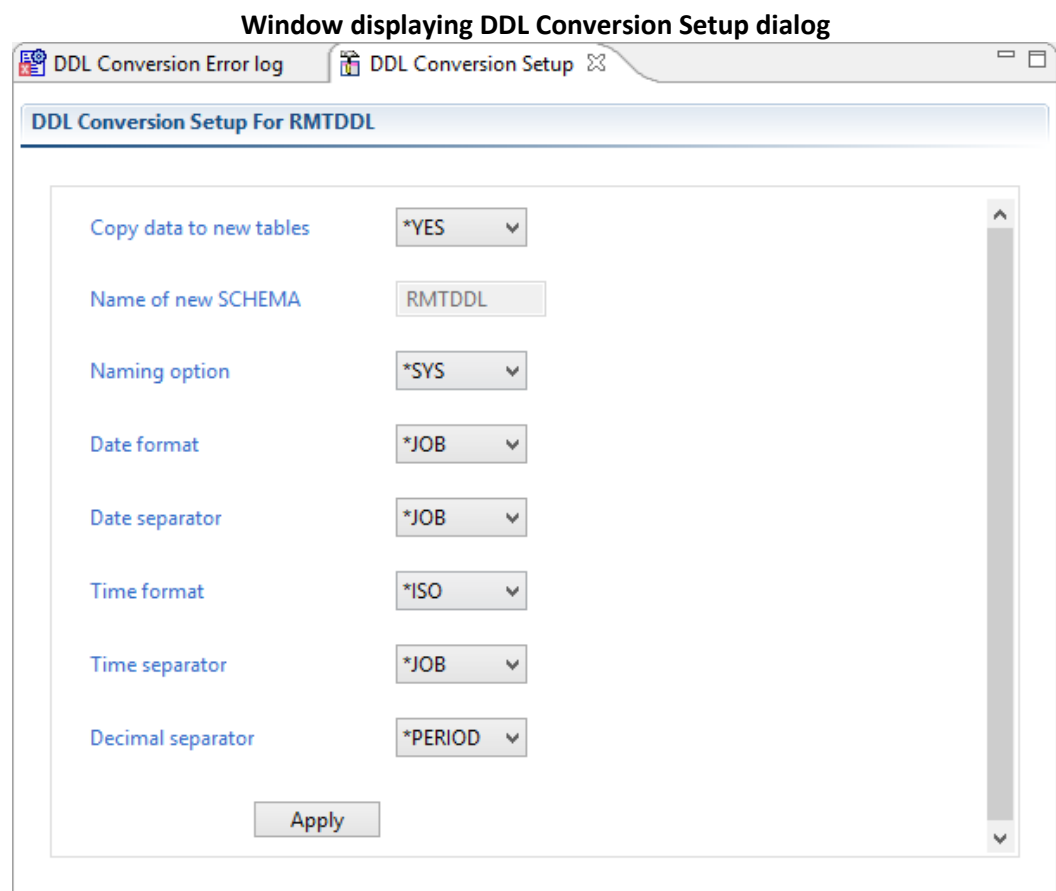 Window displaying DDL Conversion Setup dialog
DDL Conversion Error log DDL Conversion Setup
DDL Conversion Setup For RMTDDL
Copy data to new tables *YES
Name of new SCHEMA RMTDDL
Naming option *SYS
Date format *JOB
Date separator *JOB
Time format *ISO
Time separator *JOB
Decimal separator *PERIOD
Apply